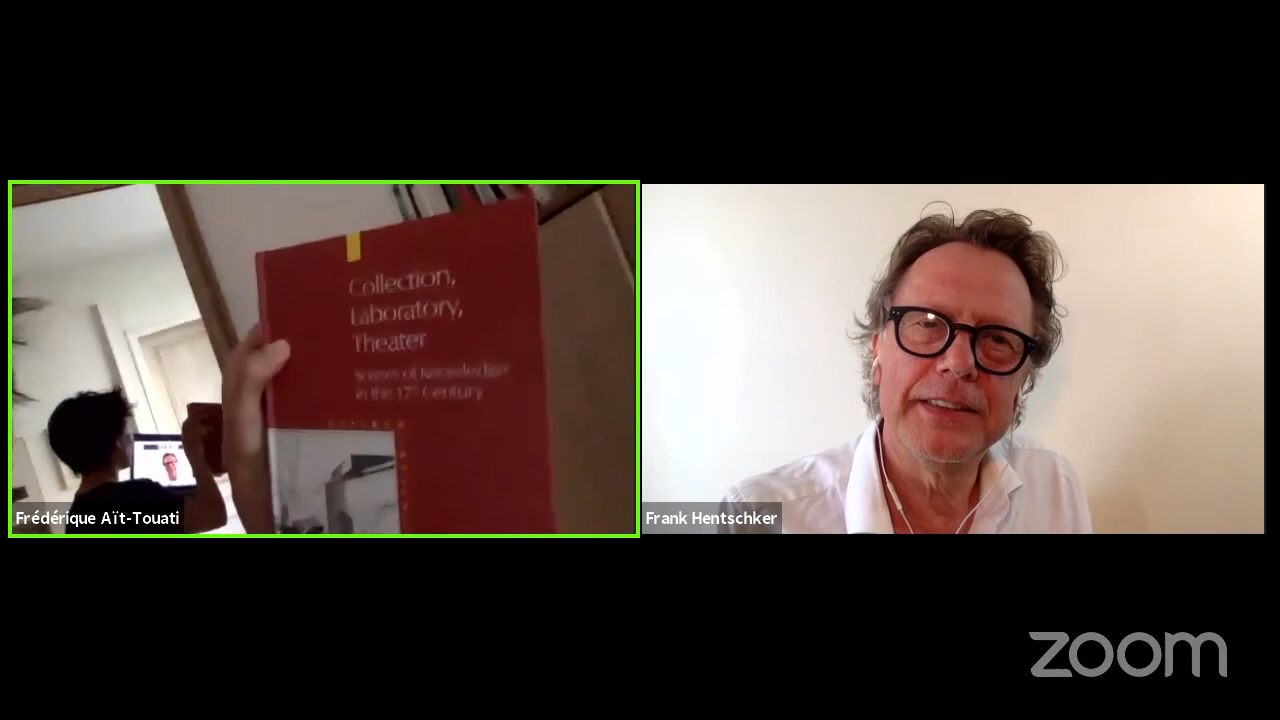 Collection,
Laboratory,
Theater
Scenes of Knowledge
in the 17th Century
Frédérique Aït-Touati
Frank Hentschker
zoom